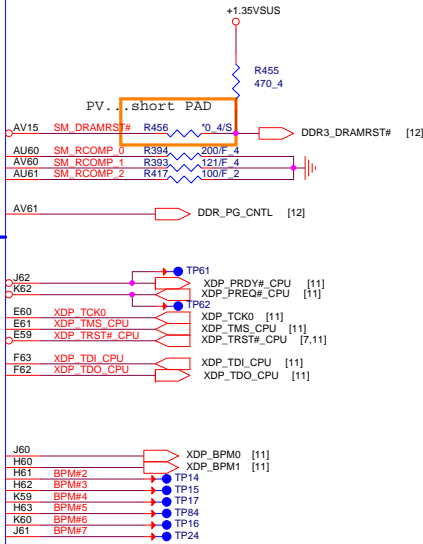 +1.35VSUS
R455
470_4
PV...short PAD
AV15 SM_DRAMRST# R456 *0_4/S DDR3_DRAMRST# [12]
AU60 SM_RCOMP_0 R394 200/F_4
AV60 SM_RCOMP_1 R393 121/F_4
AU61 SM_RCOMP_2 R417 100/F_2
AV61 DDR_PG_CNTL [12]
TP61
J62 XDP_PRDY#_CPU [11]
K62 XDP_PREQ#_CPU [11]
TP62
E60 XDP_TCK0 XDP_TCK0 [11]
E61 XDP_TMS_CPU XDP_TMS_CPU [11]
E59 XDP_TRST#_CPU XDP_TRST#_CPU [7,11]
F63 XDP_TDI_CPU XDP_TDI_CPU [11]
F62 XDP_TDO_CPU XDP_TDO_CPU [11]
J60 XDP_BPM0 [11]
H60 XDP_BPM1 [11]
H61 BPM#2 TP14
H62 BPM#3 TP15
K59 BPM#4 TP17
H63 BPM#5 TP84
K60 BPM#6 TP16
J61 BPM#7 TP24